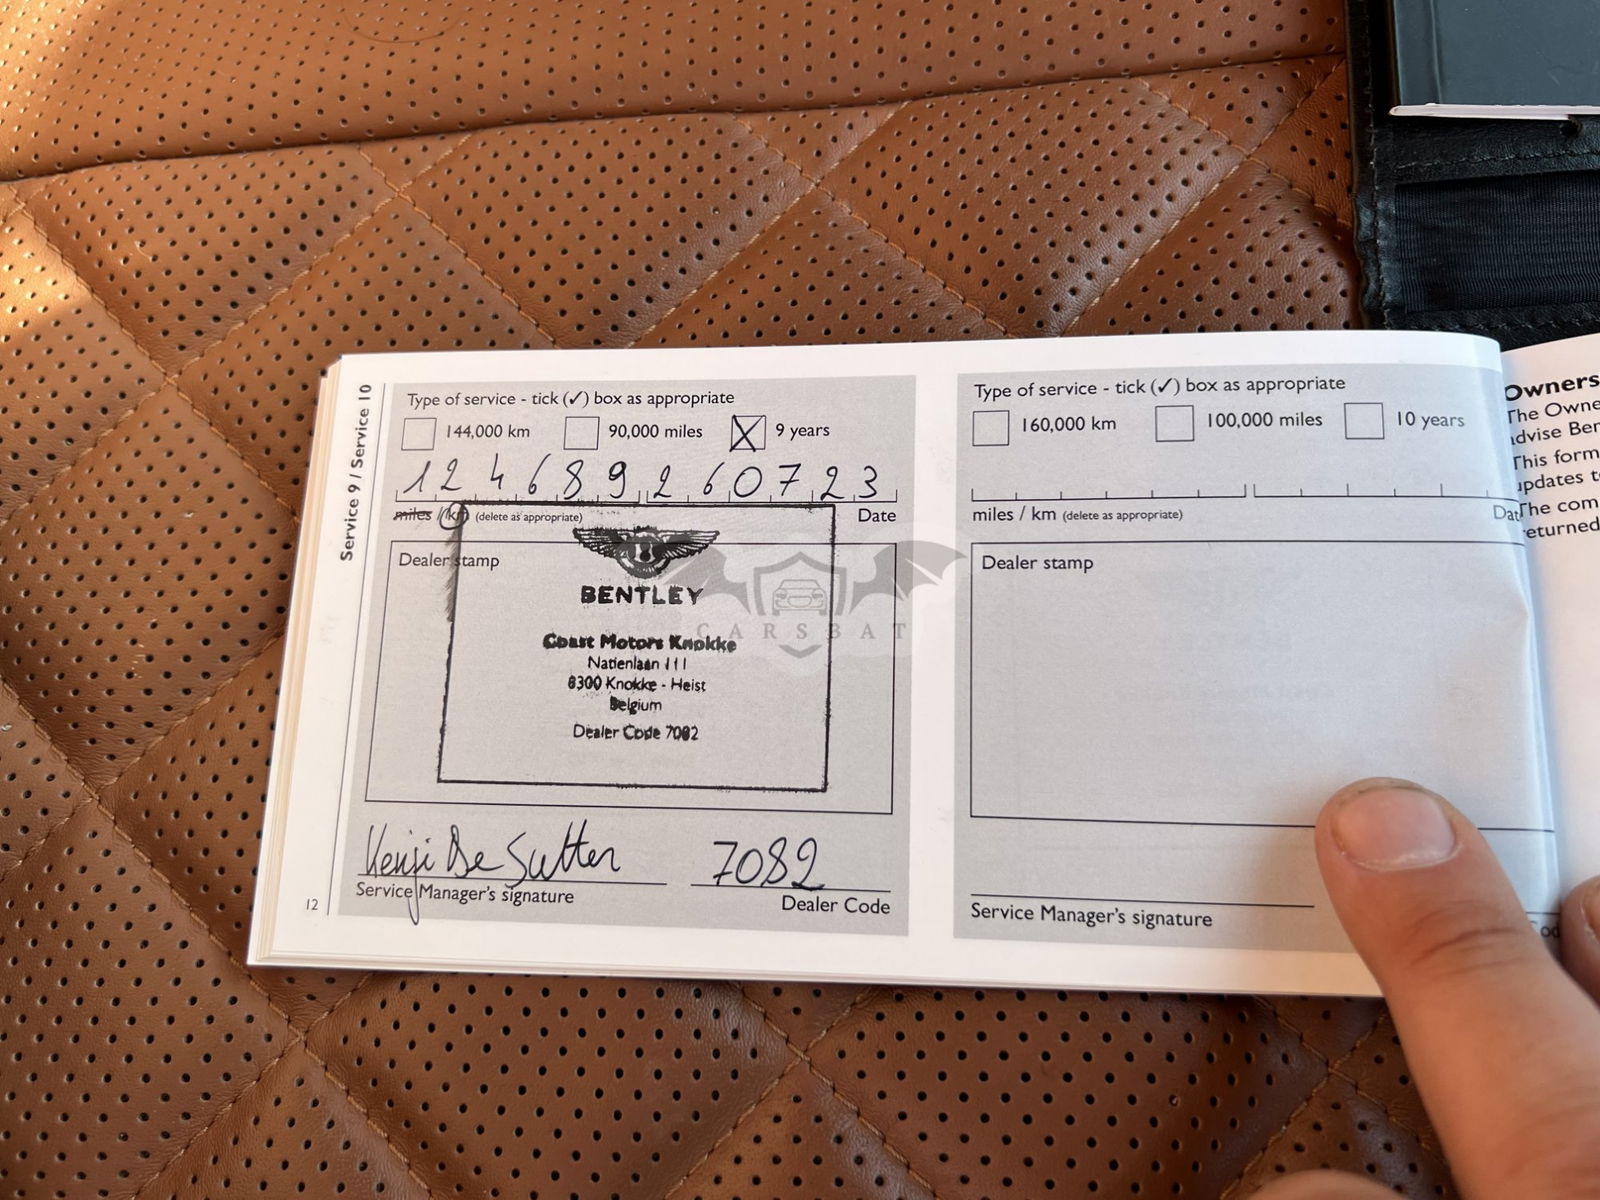 Service 9 / Service 10
Type of service - tick (✓) box as appropriate
144,000 km 90,000 miles 9 years
124689 260723
miles / km (delete as appropriate) Date
Dealer stamp
BENTLEY
Coast Motors Knokke
Natienlaan 111
8300 Knokke - Heist
Belgium
Dealer Code 7082
Kenji De Sutter 7082
Service Manager's signature Dealer Code
12
Type of service - tick (✓) box as appropriate
160,000 km 100,000 miles 10 years
miles / km (delete as appropriate) Dat
Dealer stamp
Service Manager's signature
Owners
The Owne
advise Ber
This form
updates t
The com
returned
CARSBAT